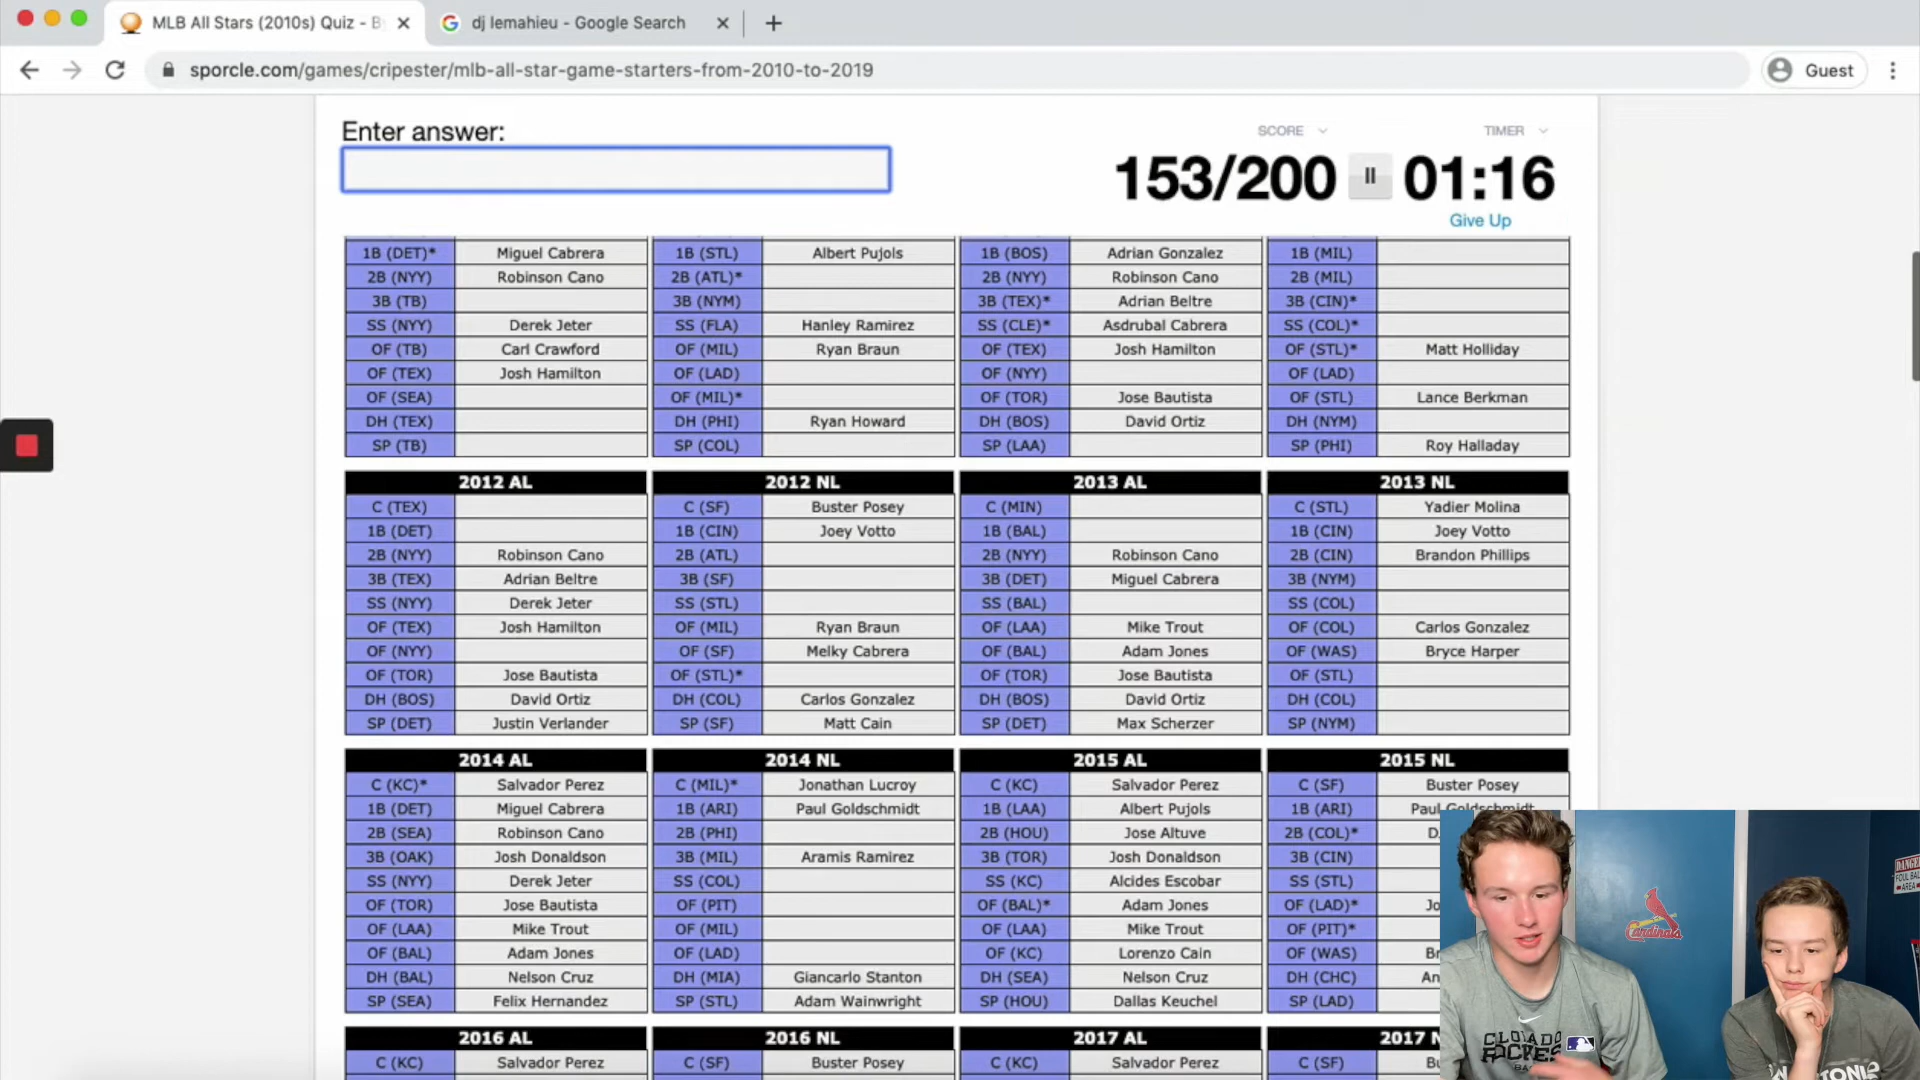 MLB All Stars (2010s) Quiz - B
dj lemahieu - Google Search
sporcle.com/games/cripester/mlb-all-star-game-starters-from-2010-to-2019
Guest
Enter answer:
SCORE
TIMER
153/200
01:16
Give Up
1B (DET)* Miguel Cabrera 1B (STL) Albert Pujols 1B (BOS) Adrian Gonzalez 1B (MIL)
2B (NYY) Robinson Cano 2B (ATL)* 2B (NYY) Robinson Cano 2B (MIL)
3B (TB) 3B (NYM) 3B (TEX)* Adrian Beltre 3B (CIN)*
SS (NYY) Derek Jeter SS (FLA) Hanley Ramirez SS (CLE)* Asdrubal Cabrera SS (COL)*
OF (TB) Carl Crawford OF (MIL) Ryan Braun OF (TEX) Josh Hamilton OF (STL)* Matt Holliday
OF (TEX) Josh Hamilton OF (LAD) OF (NYY) OF (LAD)
OF (SEA) OF (MIL)* OF (TOR) Jose Bautista OF (STL) Lance Berkman
DH (TEX) DH (PHI) Ryan Howard DH (BOS) David Ortiz DH (NYM)
SP (TB) SP (COL) SP (LAA) SP (PHI) Roy Halladay
2012 AL 2012 NL 2013 AL 2013 NL
C (TEX) C (SF) Buster Posey C (MIN) C (STL) Yadier Molina
1B (DET) 1B (CIN) Joey Votto 1B (BAL) 1B (CIN) Joey Votto
2B (NYY) Robinson Cano 2B (ATL) 2B (NYY) Robinson Cano 2B (CIN) Brandon Phillips
3B (TEX) Adrian Beltre 3B (SF) 3B (DET) Miguel Cabrera 3B (NYM)
SS (NYY) Derek Jeter SS (STL) SS (BAL) SS (COL)
OF (TEX) Josh Hamilton OF (MIL) Ryan Braun OF (LAA) Mike Trout OF (COL) Carlos Gonzalez
OF (NYY) OF (SF) Melky Cabrera OF (BAL) Adam Jones OF (WAS) Bryce Harper
OF (TOR) Jose Bautista OF (STL)* OF (TOR) Jose Bautista OF (STL)
DH (BOS) David Ortiz DH (COL) Carlos Gonzalez DH (BOS) David Ortiz DH (COL)
SP (DET) Justin Verlander SP (SF) Matt Cain SP (DET) Max Scherzer SP (NYM)
2014 AL 2014 NL 2015 AL 2015 NL
C (KC)* Salvador Perez C (MIL)* Jonathan Lucroy C (KC) Salvador Perez C (SF) Buster Posey
1B (DET) Miguel Cabrera 1B (ARI) Paul Goldschmidt 1B (LAA) Albert Pujols 1B (ARI) Paul Goldschmidt
2B (SEA) Robinson Cano 2B (PHI) 2B (HOU) Jose Altuve 2B (COL)* D
3B (OAK) Josh Donaldson 3B (MIL) Aramis Ramirez 3B (TOR) Josh Donaldson 3B (CIN)
SS (NYY) Derek Jeter SS (COL) SS (KC) Alcides Escobar SS (STL)
OF (TOR) Jose Bautista OF (PIT) OF (BAL)* Adam Jones OF (LAD)* Jo
OF (LAA) Mike Trout OF (MIL) OF (LAA) Mike Trout OF (PIT)*
OF (BAL) Adam Jones OF (LAD) OF (KC) Lorenzo Cain OF (WAS) Br
DH (BAL) Nelson Cruz DH (MIA) Giancarlo Stanton DH (SEA) Nelson Cruz DH (CHC) An
SP (SEA) Felix Hernandez SP (STL) Adam Wainwright SP (HOU) Dallas Keuchel SP (LAD)
2016 AL 2016 NL 2017 AL 2017 N
C (KC) Salvador Perez C (SF) Buster Posey C (KC) Salvador Perez C (SF) Bu
Cardinals
DANGER
FOUL BAL
AREA
COLORADO
ROCKIES